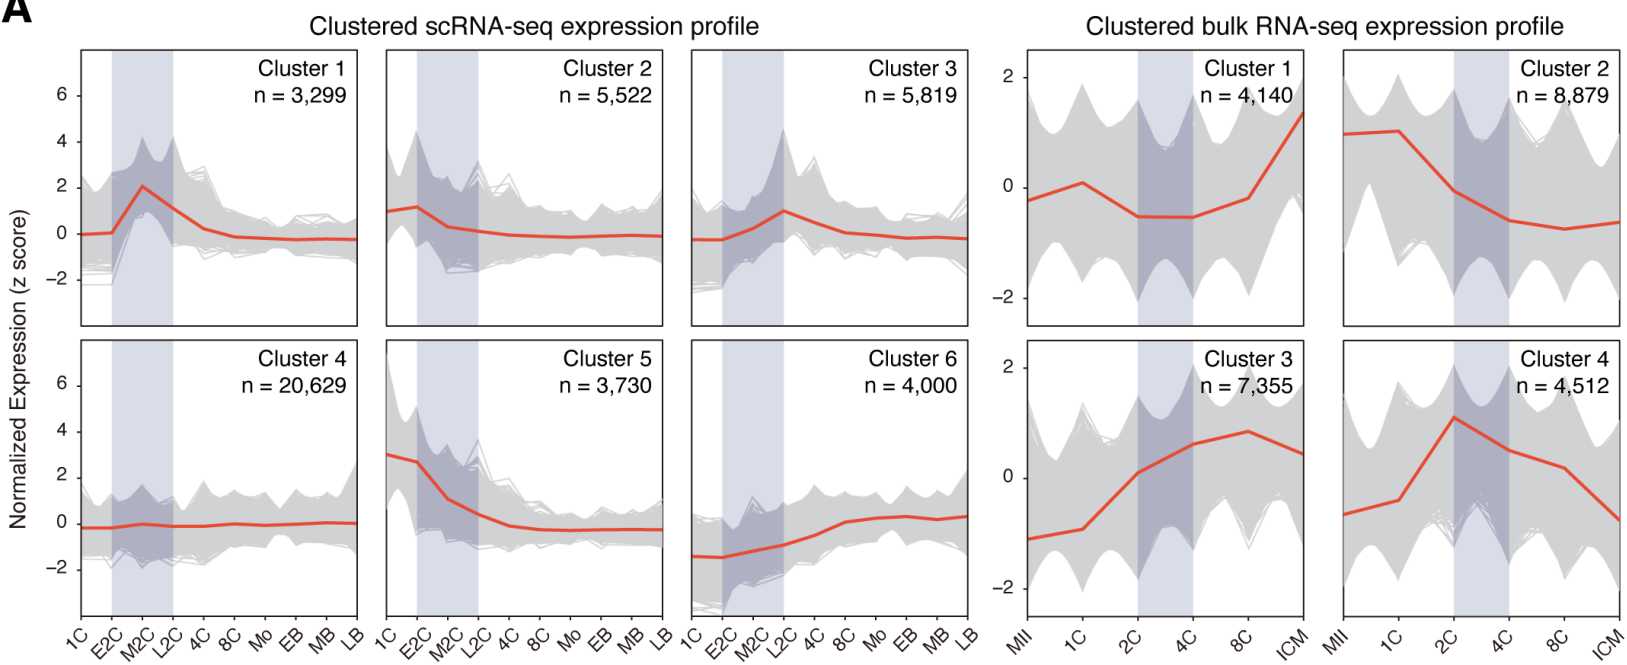 A
Clustered scRNA-seq expression profile
Clustered bulk RNA-seq expression profile
Normalized Expression (z score)
Cluster 1
n = 3,299
Cluster 2
n = 5,522
Cluster 3
n = 5,819
Cluster 1
n = 4,140
Cluster 2
n = 8,879
6
4
2
0
−2
2
0
−2
Cluster 4
n = 20,629
Cluster 5
n = 3,730
Cluster 6
n = 4,000
Cluster 3
n = 7,355
Cluster 4
n = 4,512
6
4
2
0
−2
2
0
−2
1C E2C M2C L2C 4C 8C Mo EB MB LB
1C E2C M2C L2C 4C 8C Mo EB MB LB
1C E2C M2C L2C 4C 8C Mo EB MB LB
MII 1C 2C 4C 8C ICM
MII 1C 2C 4C 8C ICM